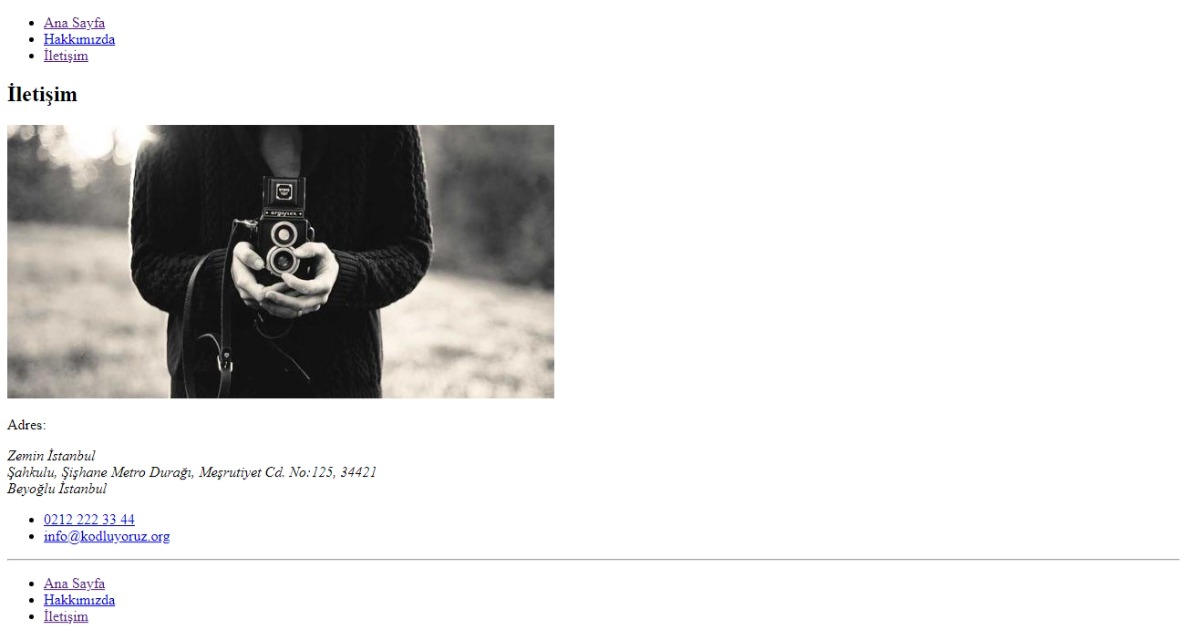 Ana Sayfa
Hakkımızda
İletişim
İletişim
Adres:
Zemin İstanbul
Şahkulu, Şişhane Metro Durağı, Meşrutiyet Cd. No:125, 34421
Beyoğlu İstanbul
0212 222 33 44
info@kodluyoruz.org
Ana Sayfa
Hakkımızda
İletişim